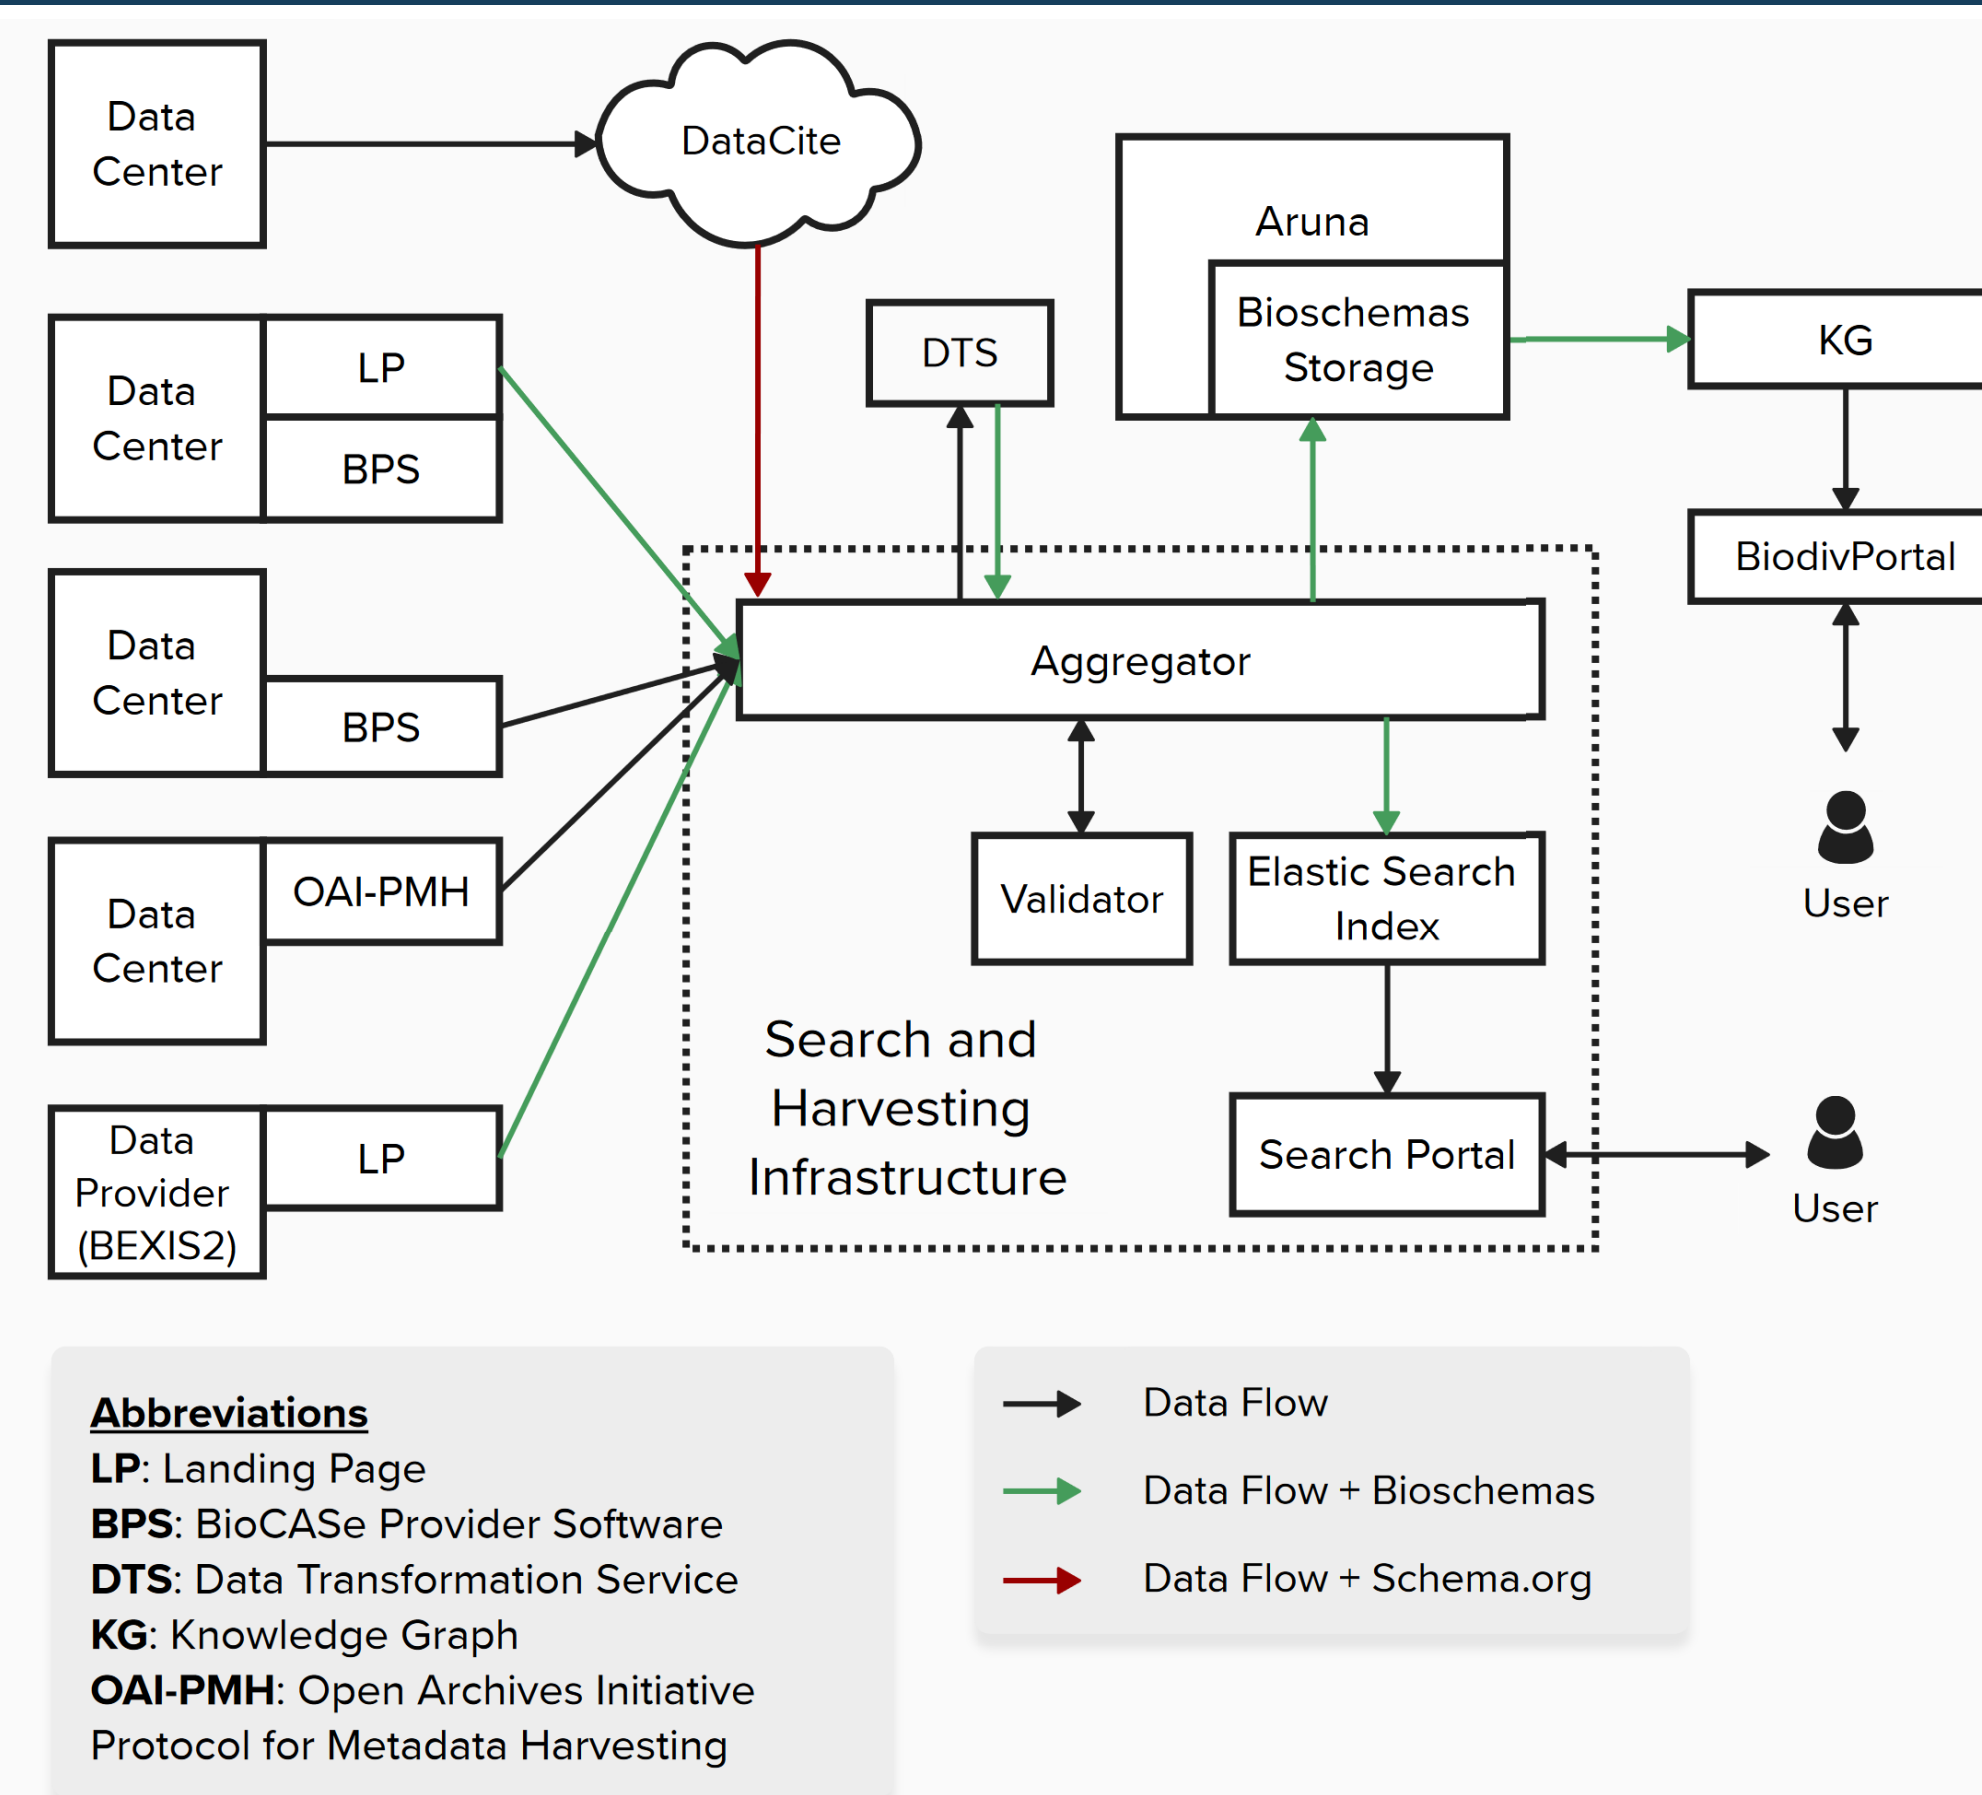 Data
Center
DataCite
Aruna
Bioschemas
Storage
DTS
KG
BiodivPortal
User
Data
Center
LP
BPS
Data
Center
BPS
Data
Center
OAI-PMH
Data
Provider
(BEXIS2)
LP
Aggregator
Validator
Elastic Search
Index
Search and
Harvesting
Infrastructure
Search Portal
User
Abbreviations
LP: Landing Page
BPS: BioCASe Provider Software
DTS: Data Transformation Service
KG: Knowledge Graph
OAI-PMH: Open Archives Initiative
Protocol for Metadata Harvesting
Data Flow
Data Flow + Bioschemas
Data Flow + Schema.org